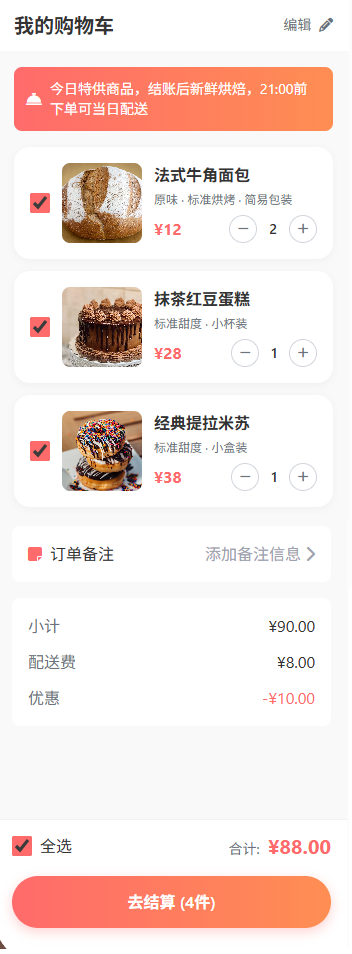 我的购物车
编辑
今日特供商品，结账后新鲜烘焙，21:00前
下单可当日配送
法式牛角面包
原味 · 标准烘烤 · 简易包装
¥12
− 2 +
抹茶红豆蛋糕
标准甜度 · 小杯装
¥28
− 1 +
经典提拉米苏
标准甜度 · 小盒装
¥38
− 1 +
订单备注
添加备注信息
小计
¥90.00
配送费
¥8.00
优惠
-¥10.00
全选
合计: ¥88.00
去结算 (4件)